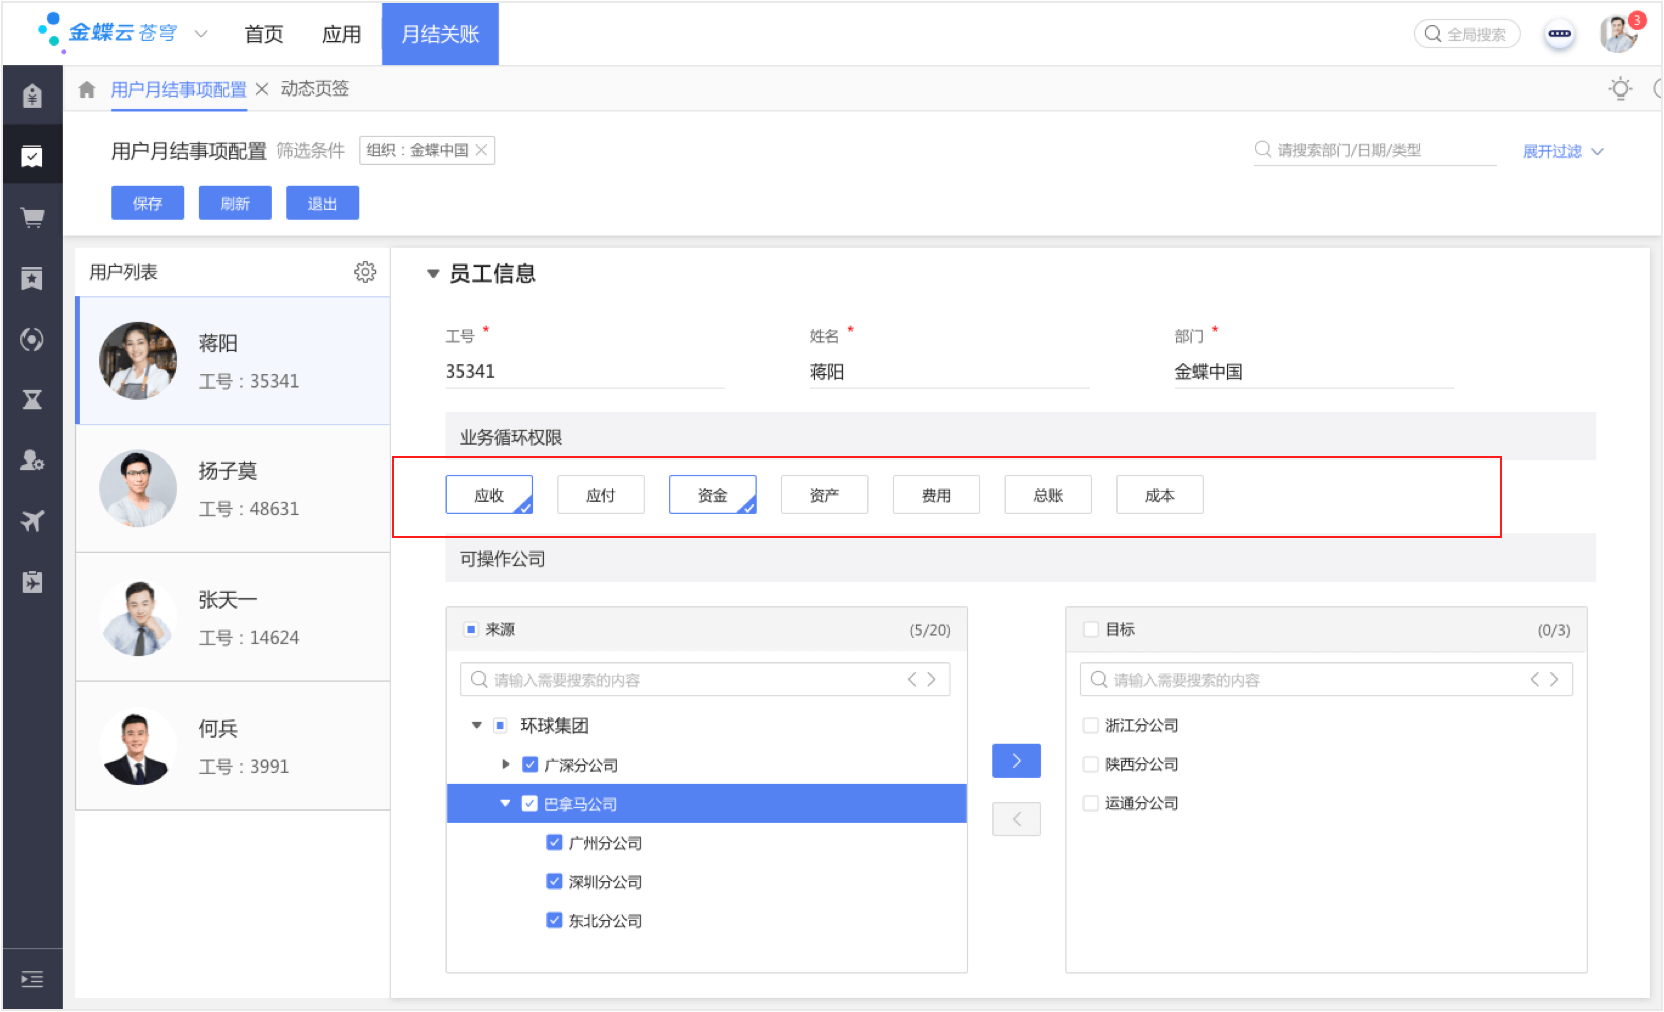 金蝶云 苍穹 首页 应用 月结关账 全局搜索 3
用户月结事项配置 动态页签
用户月结事项配置 筛选条件 组织：金蝶中国 请搜索部门/日期/类型 展开过滤
保存 刷新 退出
用户列表
蒋阳
工号：35341
扬子莫
工号：48631
张天一
工号：14624
何兵
工号：3991
员工信息
工号 * 姓名 * 部门 *
35341 蒋阳 金蝶中国
业务循环权限
应收 应付 资金 资产 费用 总账 成本
可操作公司
来源 (5/20)
请输入需要搜索的内容
环球集团
广深分公司
巴拿马公司
广州分公司
深圳分公司
东北分公司
目标 (0/3)
请输入需要搜索的内容
浙江分公司
陕西分公司
运通分公司